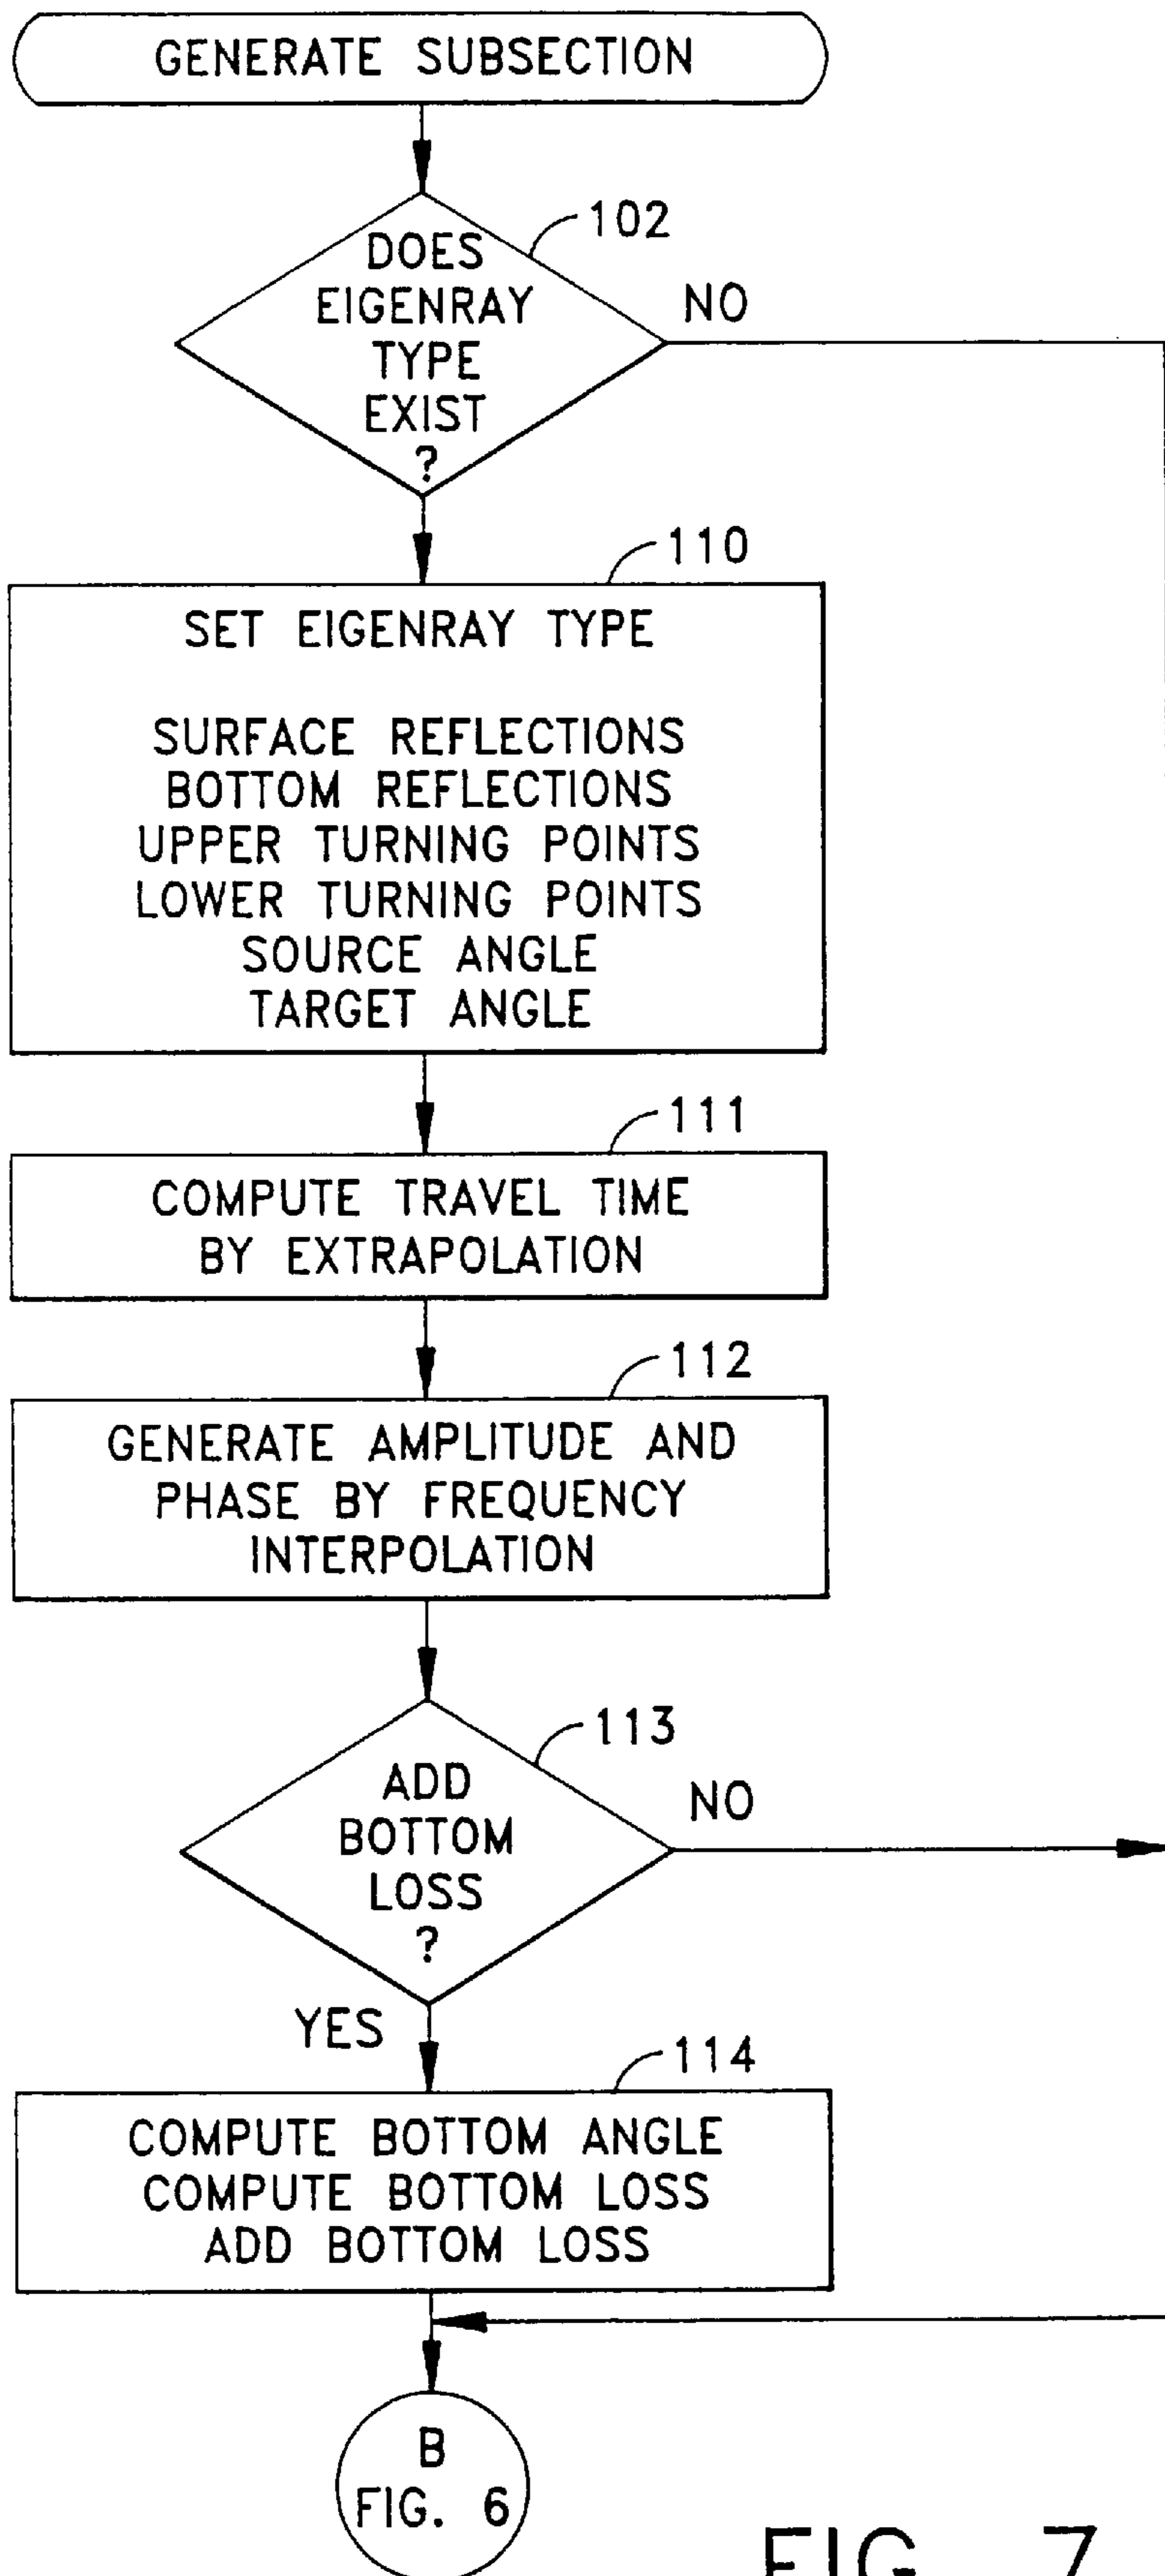 GENERATE SUBSECTION
102
DOES
EIGENRAY
TYPE
EXIST
?
NO
110
SET EIGENRAY TYPE
SURFACE REFLECTIONS
BOTTOM REFLECTIONS
UPPER TURNING POINTS
LOWER TURNING POINTS
SOURCE ANGLE
TARGET ANGLE
111
COMPUTE TRAVEL TIME
BY EXTRAPOLATION
112
GENERATE AMPLITUDE AND
PHASE BY FREQUENCY
INTERPOLATION
113
ADD
BOTTOM
LOSS
?
NO
YES
114
COMPUTE BOTTOM ANGLE
COMPUTE BOTTOM LOSS
ADD BOTTOM LOSS
B
FIG. 6
FIG. 7